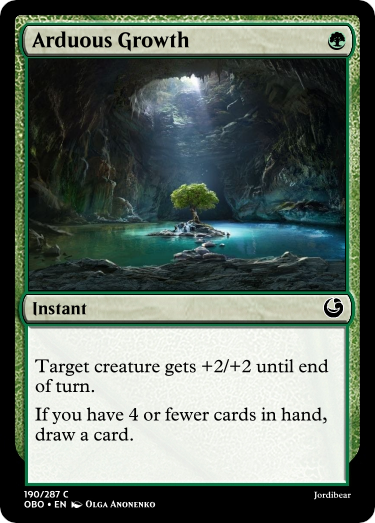 Arduous Growth
Instant
Target creature gets +2/+2 until end
of turn.
If you have 4 or fewer cards in hand,
draw a card.
190/287 C
OBO • EN Olga Anonenko
Jordibear